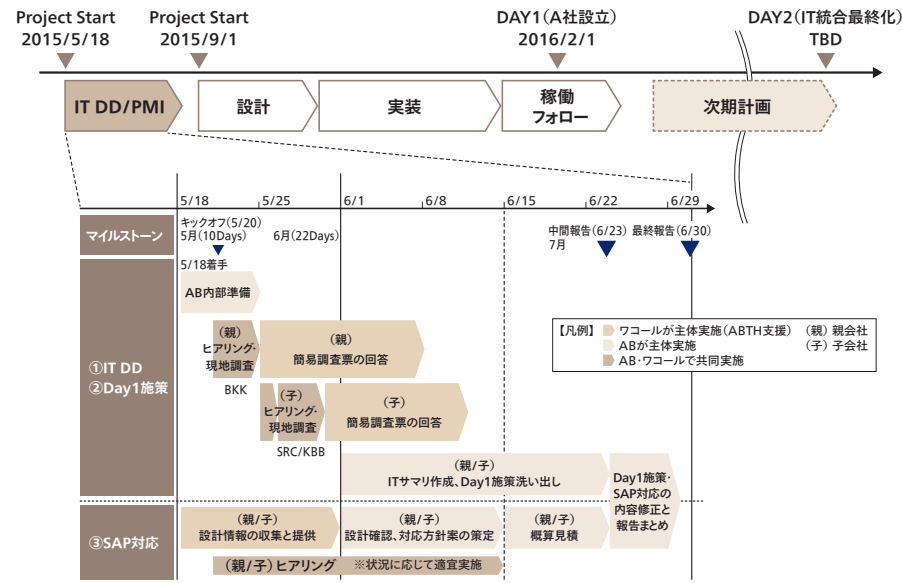 Project Start
2015/5/18
Project Start
2015/9/1
DAY1（A社設立）
2016/2/1
DAY2（IT統合最終化）
TBD
IT DD/PMI
設計
実装
稼働
フォロー
次期計画
5/18
5/25
6/1
6/8
6/15
6/22
6/29
マイルストーン
キックオフ(5/20)
5月(10Days)
6月(22Days)
中間報告(6/23)
7月
最終報告(6/30)
①IT DD
②Day1施策
5/18着手
AB内部準備
（親）
ヒアリング・
現地調査
BKK
（親）
簡易調査票の回答
（子）
ヒアリング・
現地調査
SRC/KBB
（子）
簡易調査票の回答
【凡例】
ワコールが主体実施（ABTH支援）
（親）親会社
ABが主体実施
（子）子会社
AB・ワコールで共同実施
（親/子）
ITサマリ作成、Day1施策洗い出し
Day1施策・
SAP対応の
内容修正と
報告まとめ
③SAP対応
（親/子）
設計情報の収集と提供
（親/子）
設計確認、対応方針案の策定
（親/子）
概算見積
（親/子）ヒアリング ※状況に応じて適宜実施